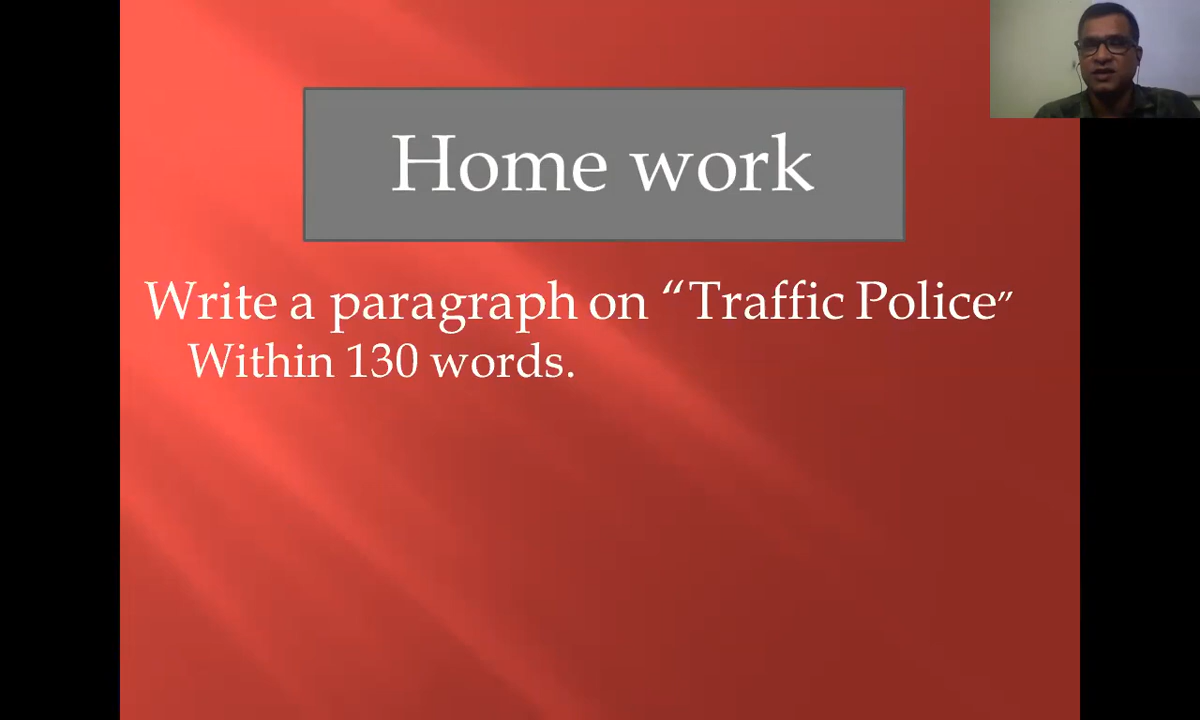 Home work
Write a paragraph on “Traffic Police”
Within 130 words.